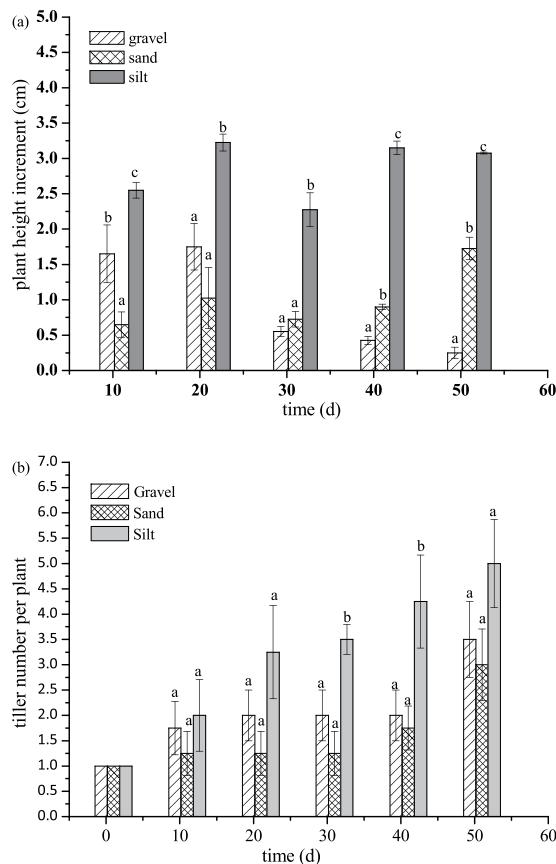 (a)
5.0
4.5
4.0
3.5
3.0
2.5
2.0
1.5
1.0
0.5
0.0
plant height increment (cm)
gravel
sand
silt
b a c
a a b
a a b
a b c
a b c
10 20 30 40 50 60
time (d)
(b)
7.0
6.5
6.0
5.5
5.0
4.5
4.0
3.5
3.0
2.5
2.0
1.5
1.0
0.5
0.0
tiller number per plant
Gravel
Sand
Silt
a a a
a a a
a a b
a a b
a a a
0 10 20 30 40 50 60
time (d)